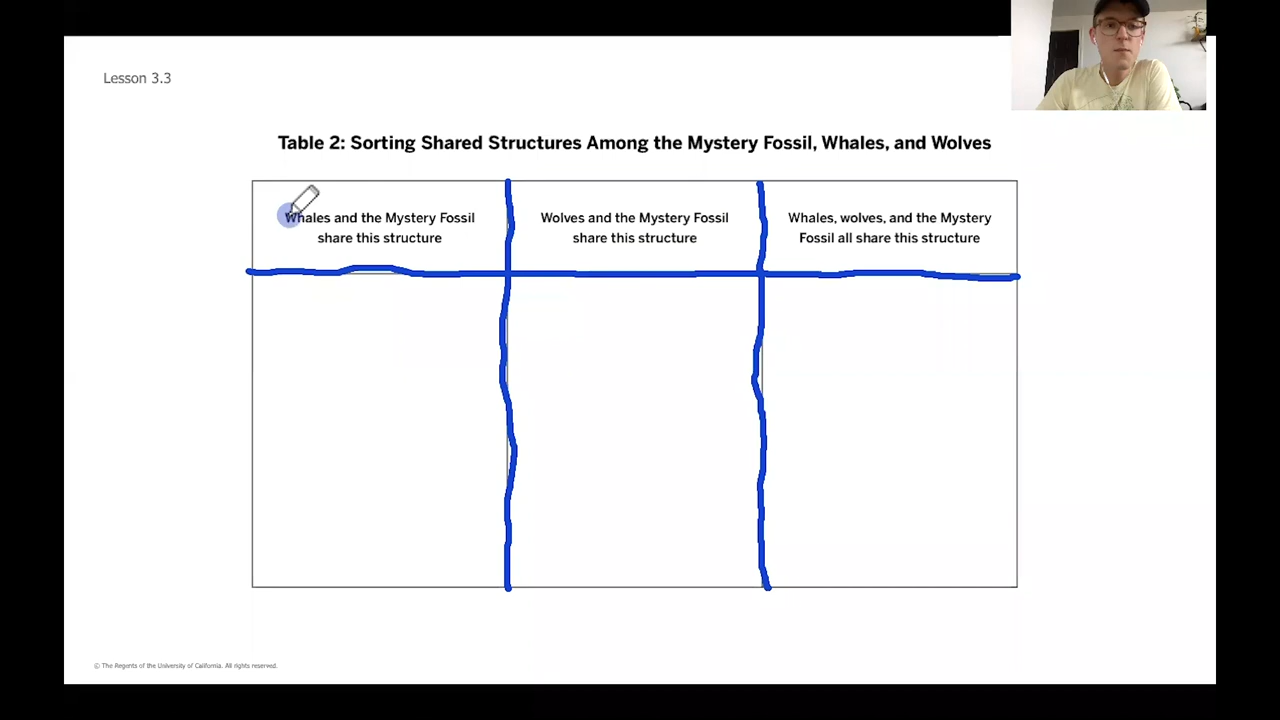 Lesson 3.3
Table 2: Sorting Shared Structures Among the Mystery Fossil, Whales, and Wolves
Whales and the Mystery Fossil
share this structure
Wolves and the Mystery Fossil
share this structure
Whales, wolves, and the Mystery
Fossil all share this structure
© The Regents of the University of California. All rights reserved.